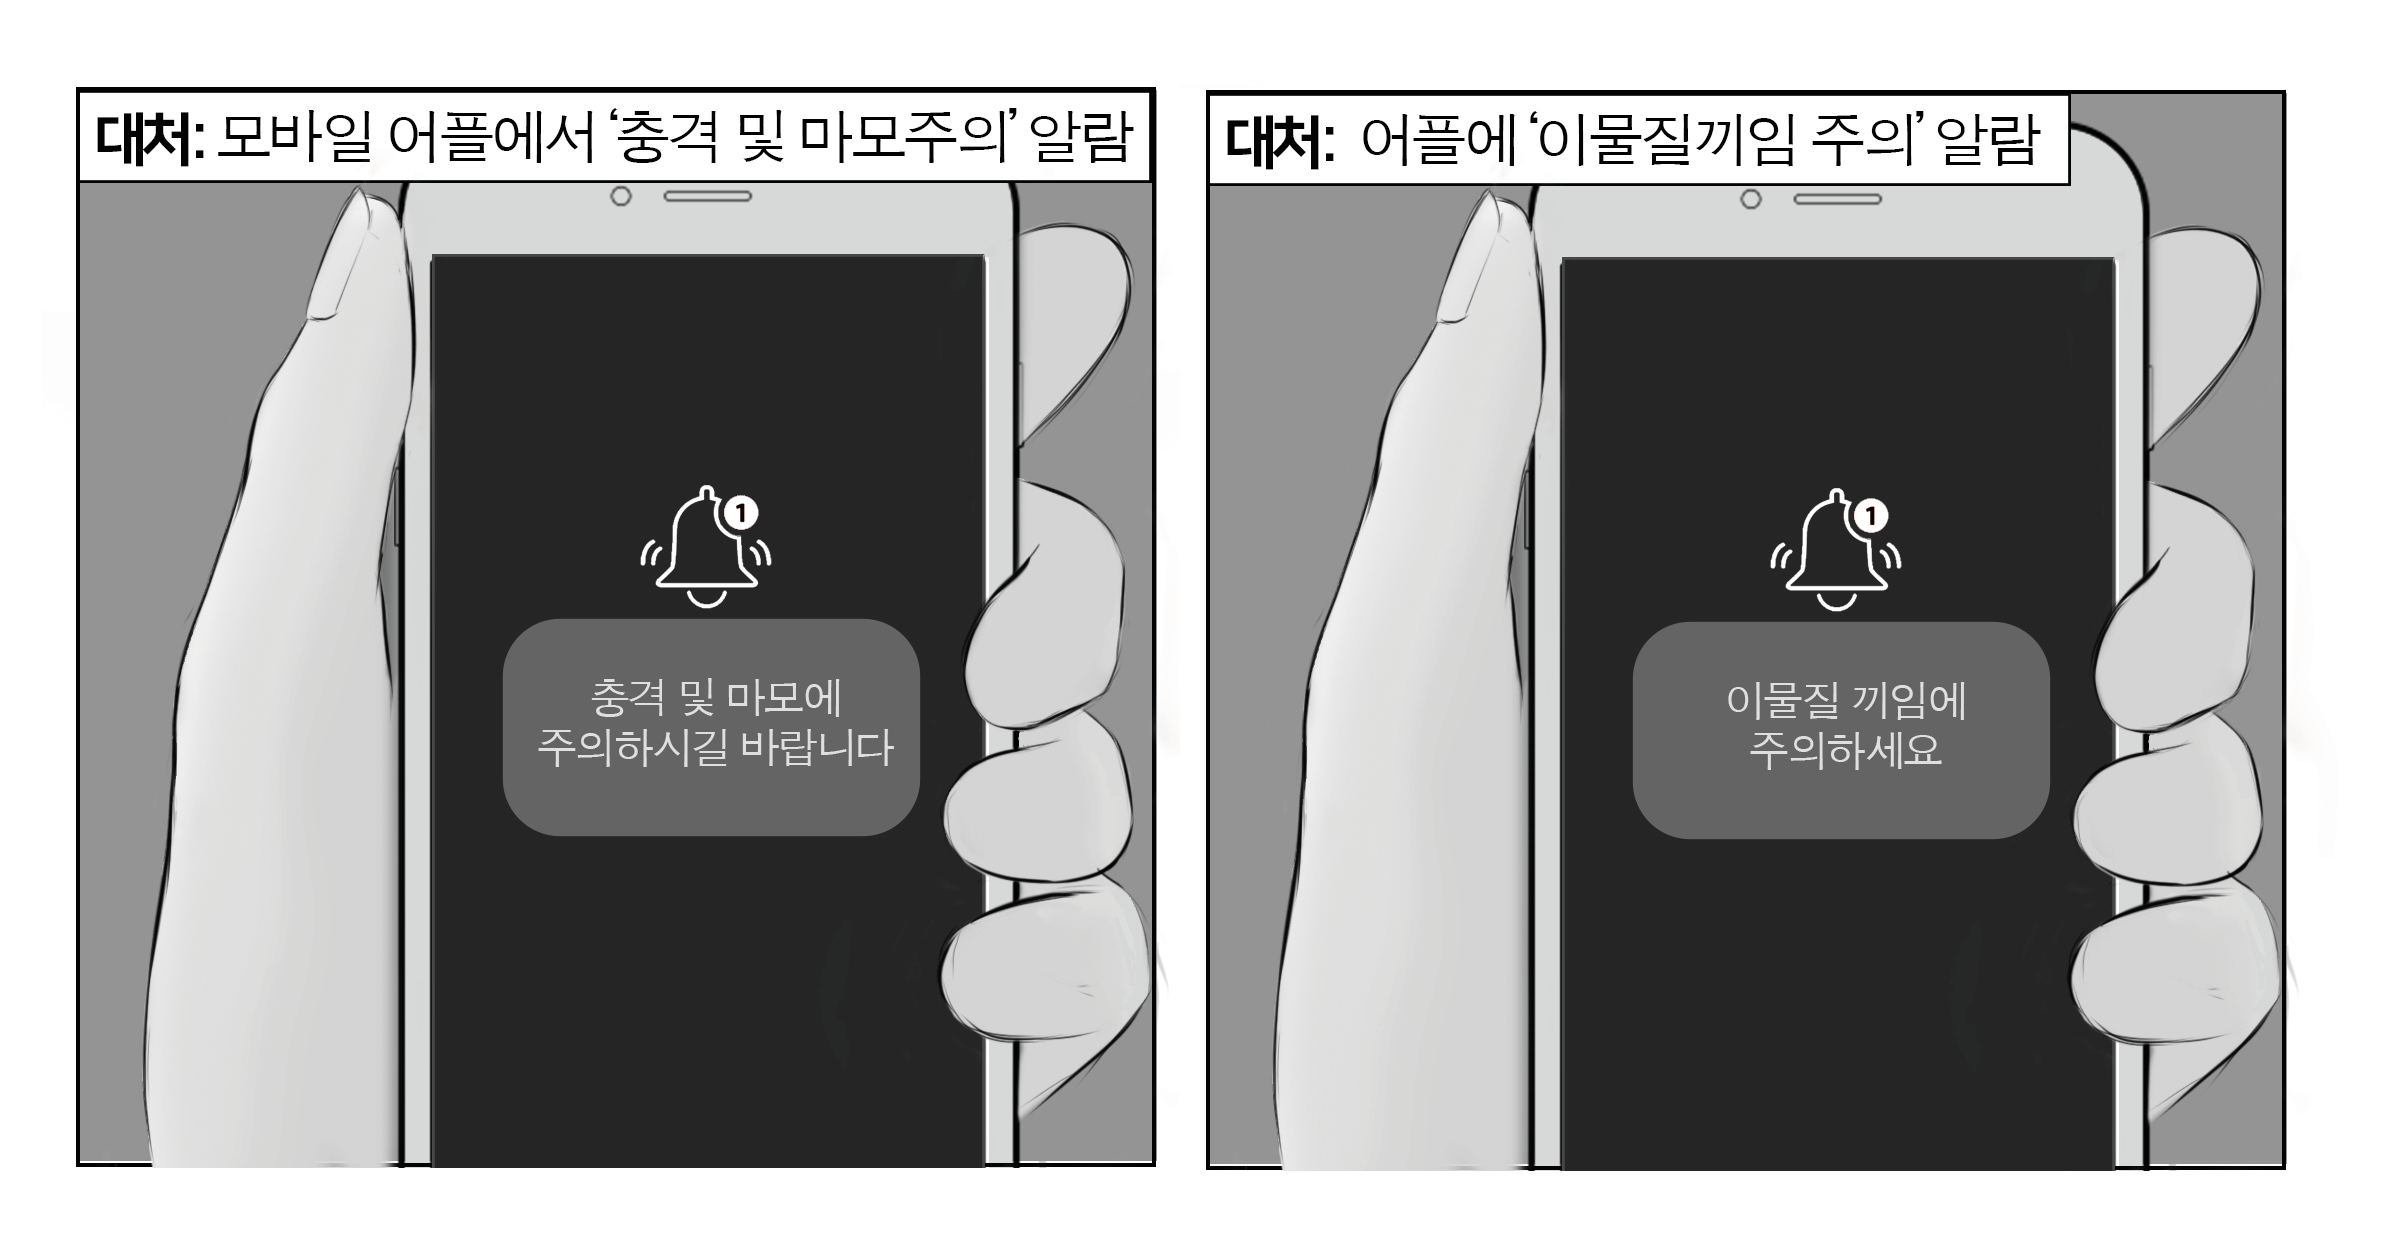 대처: 모바일 어플에서 ‘충격 및 마모주의’ 알람
1
충격 및 마모에
주의하시길 바랍니다
대처: 어플에 ‘이물질끼임 주의’ 알람
1
이물질 끼임에
주의하세요